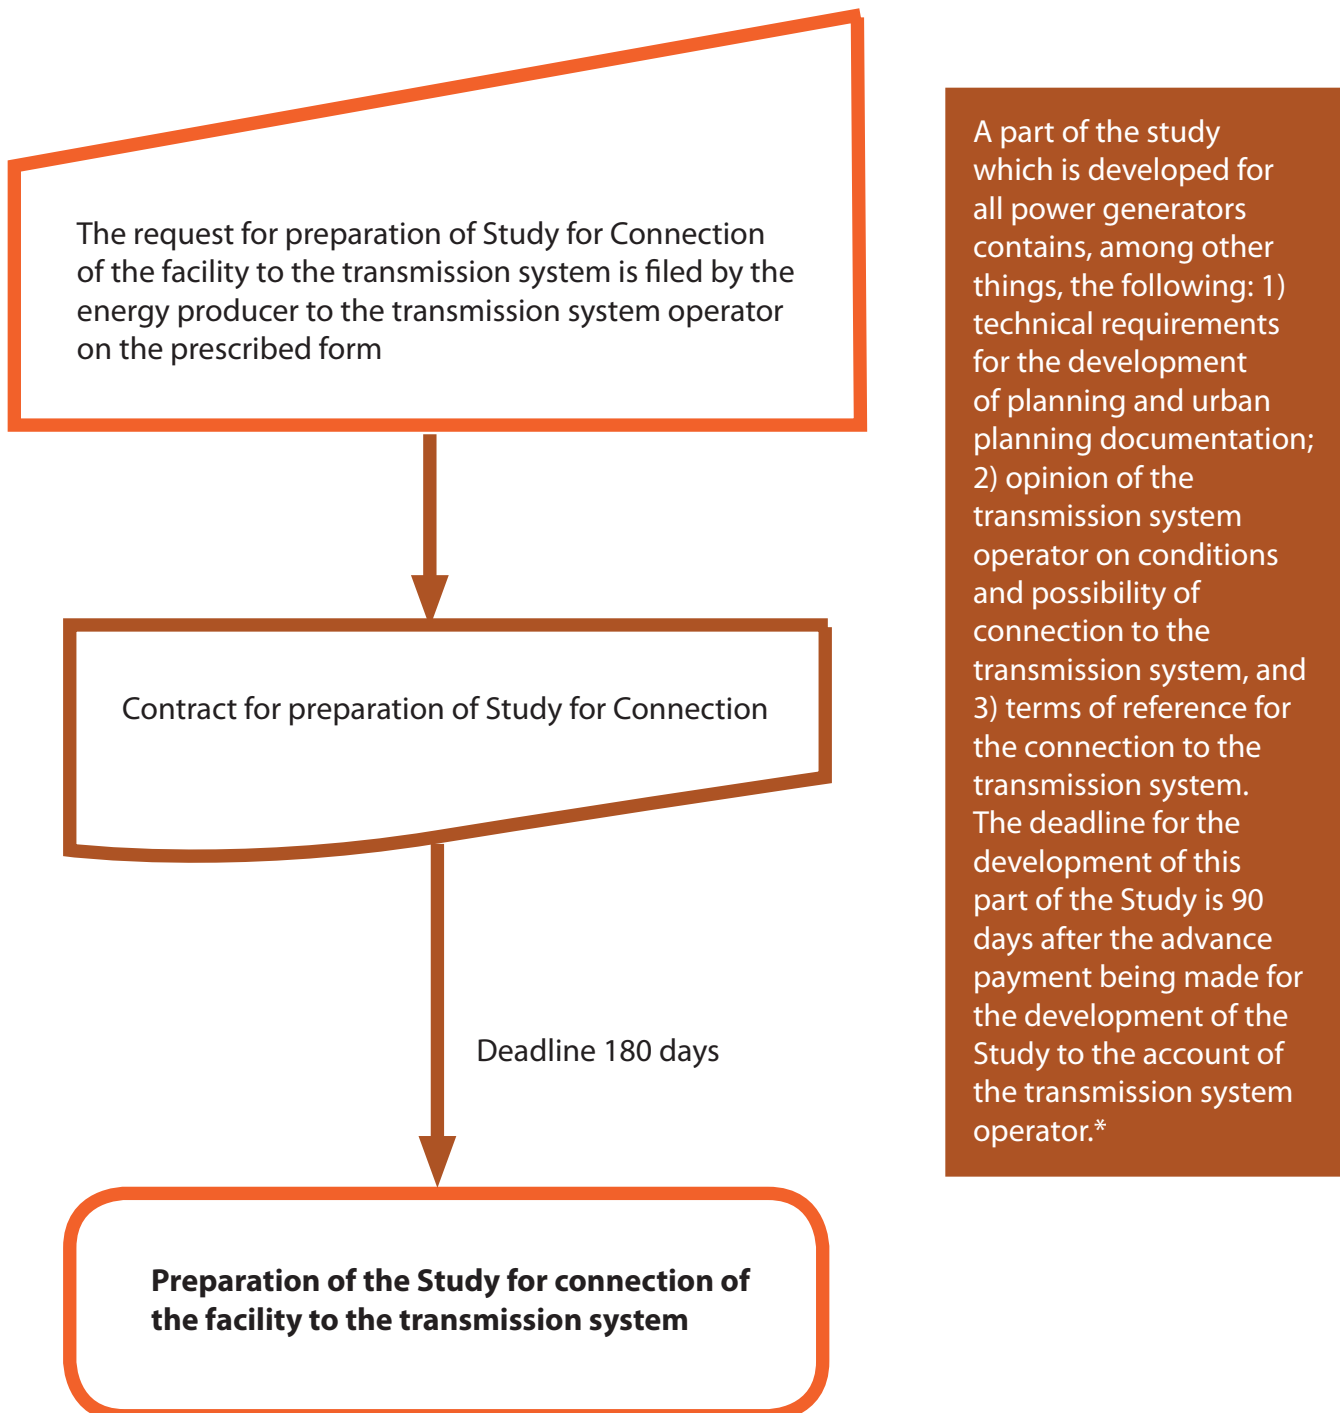 The request for preparation of Study for Connection
of the facility to the transmission system is filed by the
energy producer to the transmission system operator
on the prescribed form
Contract for preparation of Study for Connection
Deadline 180 days
Preparation of the Study for connection of
the facility to the transmission system
A part of the study
which is developed for
all power generators
contains, among other
things, the following: 1)
technical requirements
for the development
of planning and urban
planning documentation;
2) opinion of the
transmission system
operator on conditions
and possibility of
connection to the
transmission system, and
3) terms of reference for
the connection to the
transmission system.
The deadline for the
development of this
part of the Study is 90
days after the advance
payment being made for
the development of the
Study to the account of
the transmission system
operator.*